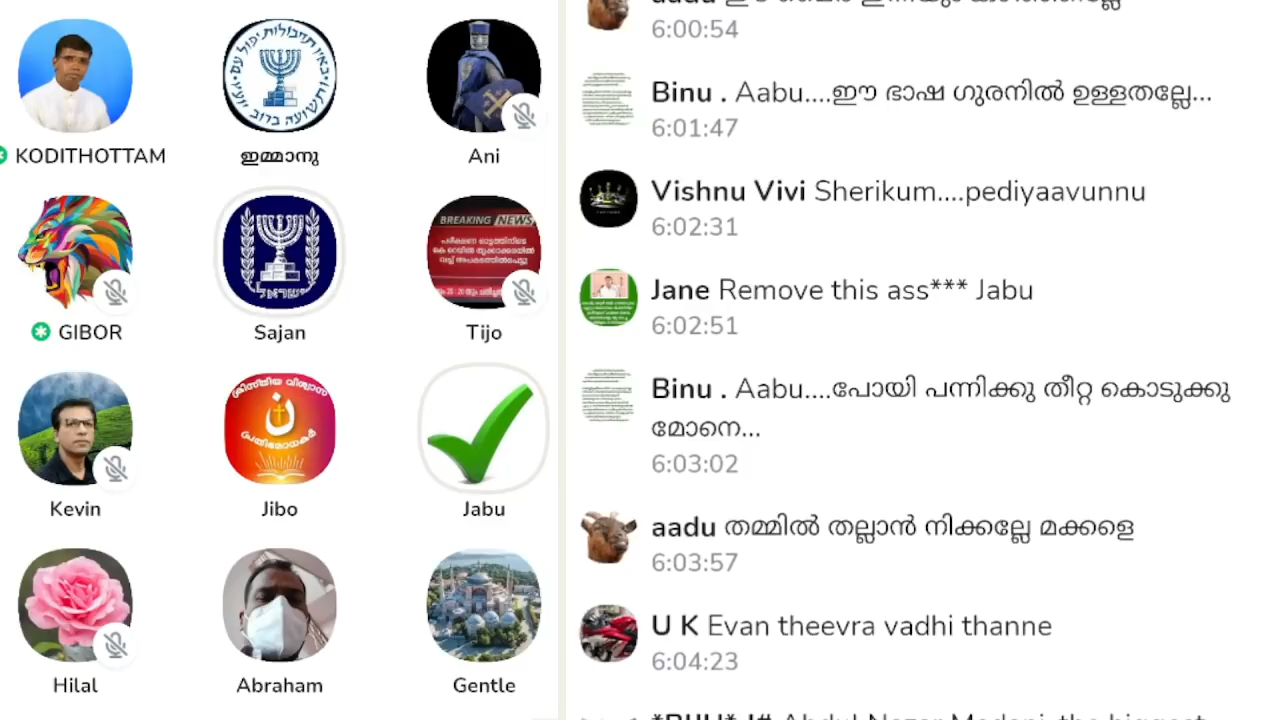 KODITHOTTAM
ഇമ്മാനു
Ani
BREAKING NEWS
GIBOR
Sajan
Tijo
ക്രിസ്തീയ വിശ്വാസ
ن
Kevin
Jibo
Jabu
Hilal
Abraham
Gentle
aadu
6:00:54
Binu . Aabu....ഈ ഭാഷ ഗുരനിൽ ഉള്ളതല്ലേ...
6:01:47
Vishnu Vivi Sherikum....pediyaavunnu
6:02:31
Jane Remove this ass*** Jabu
6:02:51
Binu . Aabu....പോയി പന്നിക്കു തീറ്റ കൊടുക്കു
മോനെ...
6:03:02
aadu തമ്മിൽ തല്ലാൻ നിക്കല്ലേ മക്കളെ
6:03:57
U K Evan theevra vadhi thanne
6:04:23